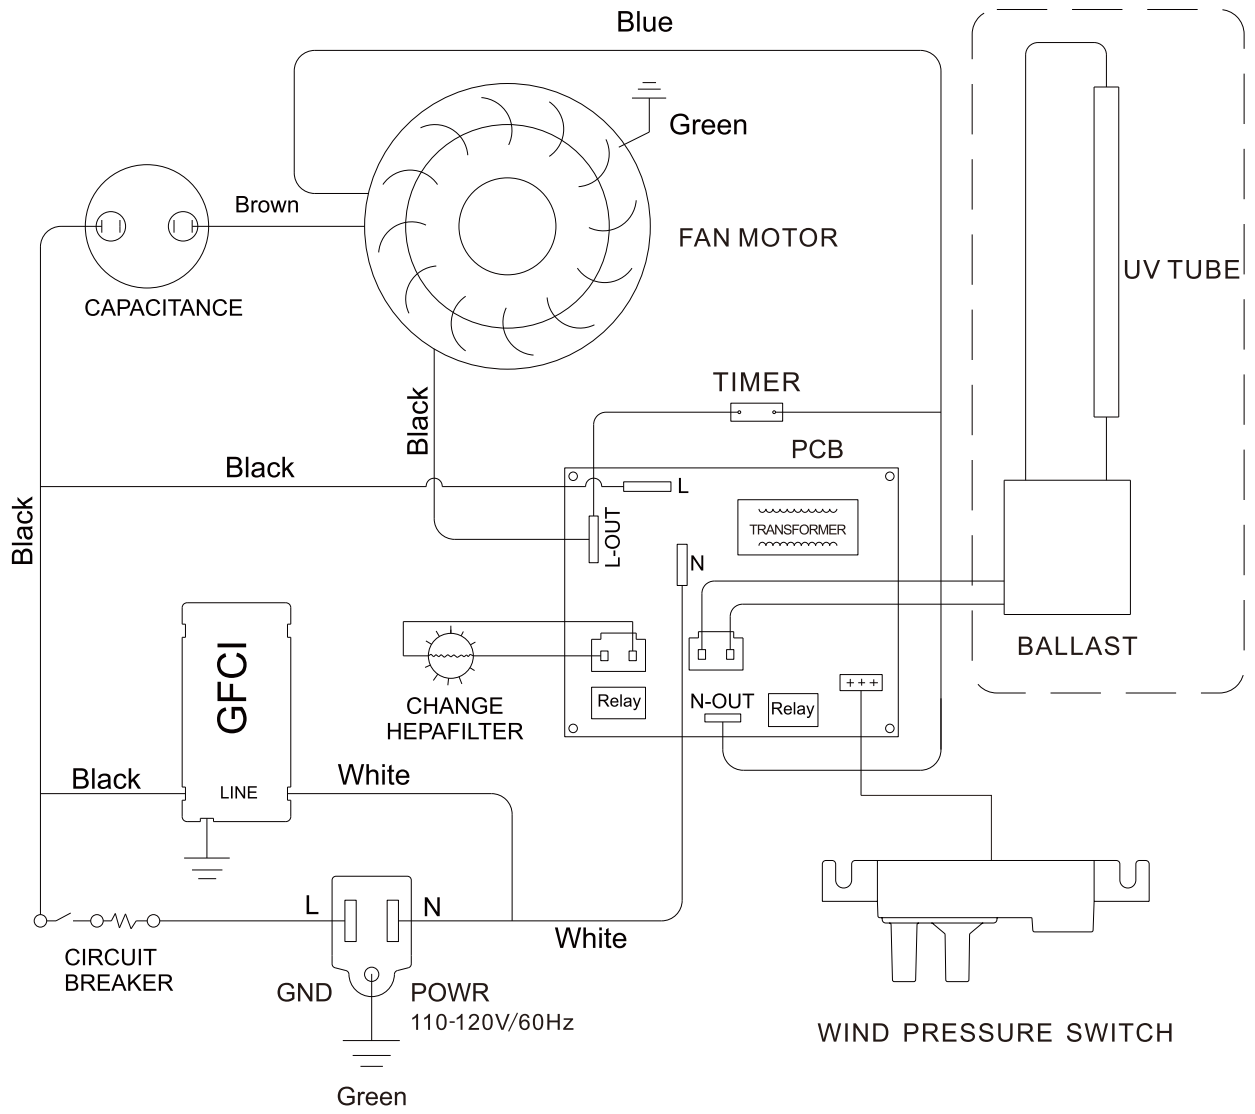 Blue
Green
Brown
FAN MOTOR
UV TUBE
CAPACITANCE
TIMER
Black
PCB
Black
L
Black
L-OUT
TRANSFORMER
N
GFCI
BALLAST
+++
Relay
N-OUT
Relay
CHANGE
HEPAFILTER
White
Black
LINE
L
N
White
CIRCUIT
BREAKER
GND
POWR
110-120V/60Hz
WIND PRESSURE SWITCH
Green